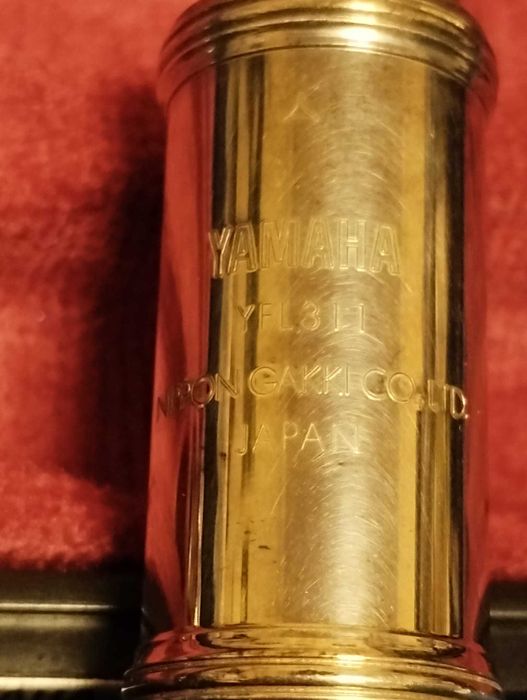 YAMAHA
YFL311
NIPPON GAKKI CO., LTD.
JAPAN